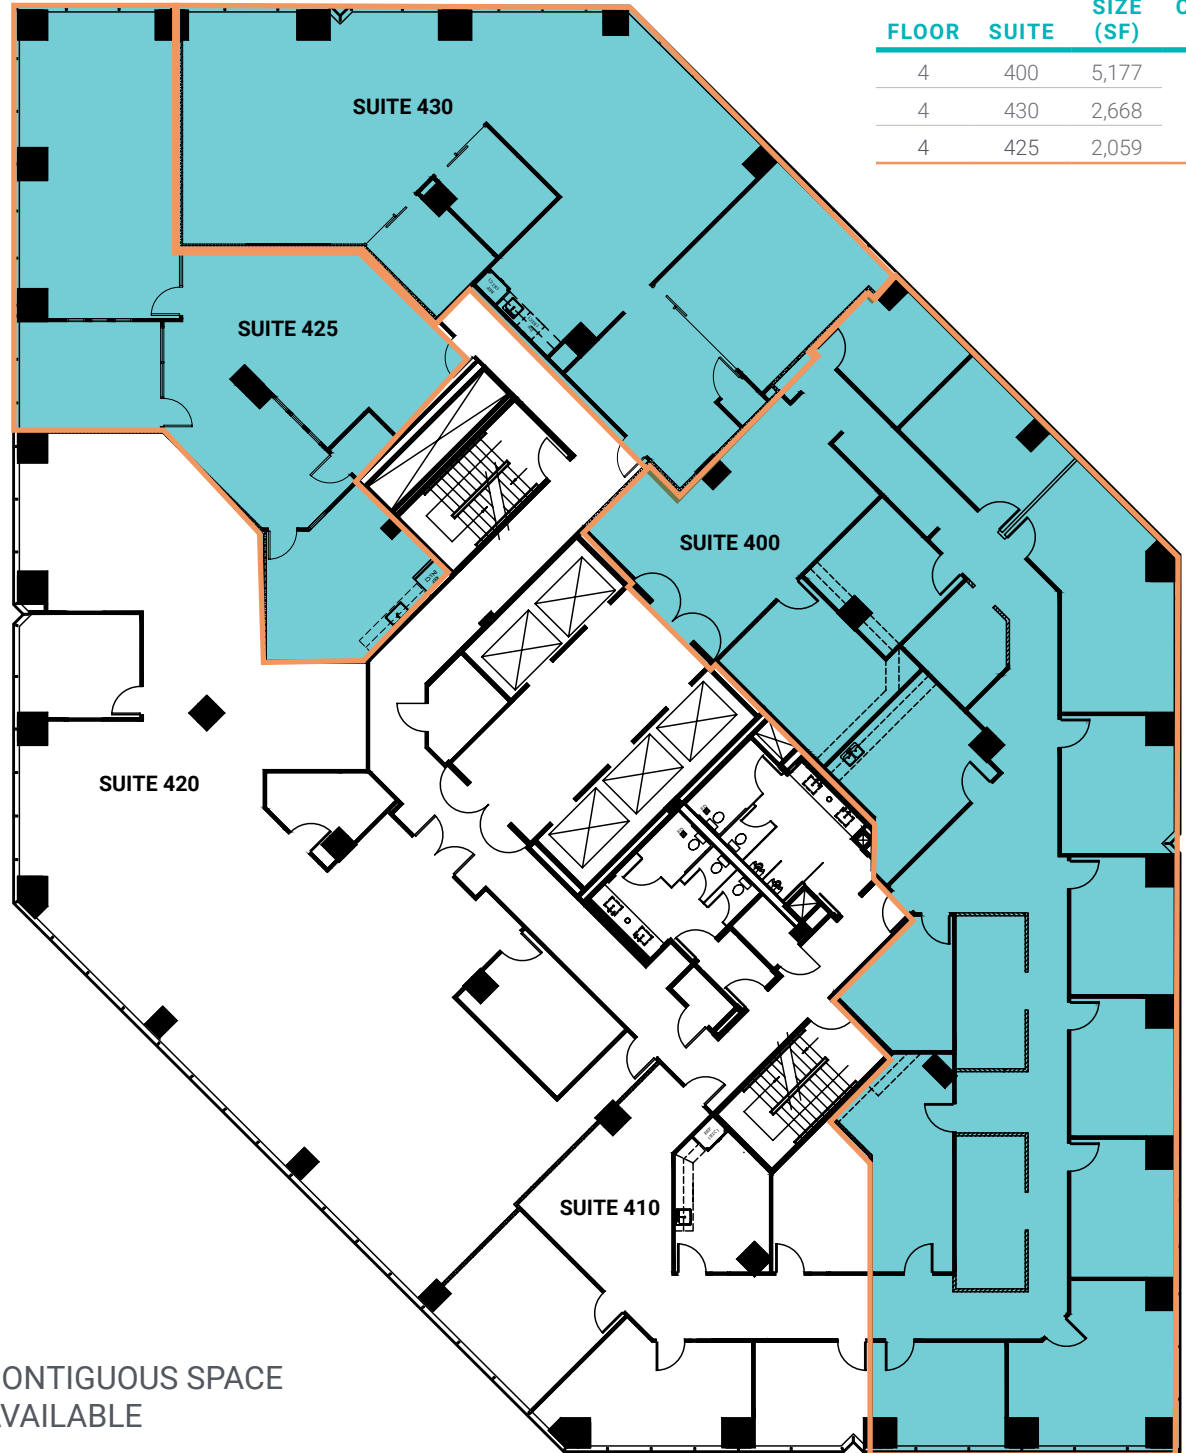 SIZE
FLOOR SUITE (SF)
4 400 5,177
4 430 2,668
4 425 2,059
SUITE 430
SUITE 425
SUITE 400
SUITE 420
SUITE 410
ONTIGUOUS SPACE
VAILABLE